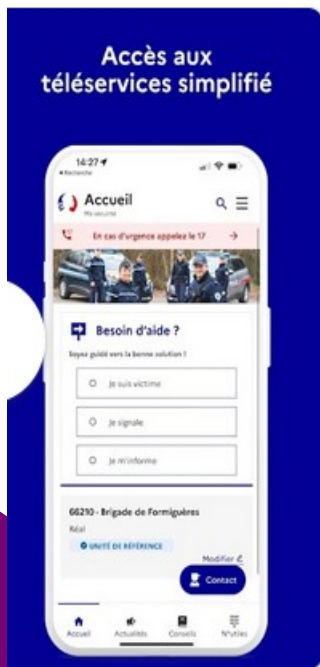 Accès aux
téléservices simplifié
14:27
Recherche
Accueil
Ma sécurité
En cas d'urgence appelez le 17
Besoin d'aide ?
Soyez guidé vers la bonne solution !
Je suis victime
Je signale
Je m'informe
66210 - Brigade de Formiguères
Réal
UNITÉ DE RÉFÉRENCE
Modifier
Contact
Accueil Actualités Conseils N°utiles